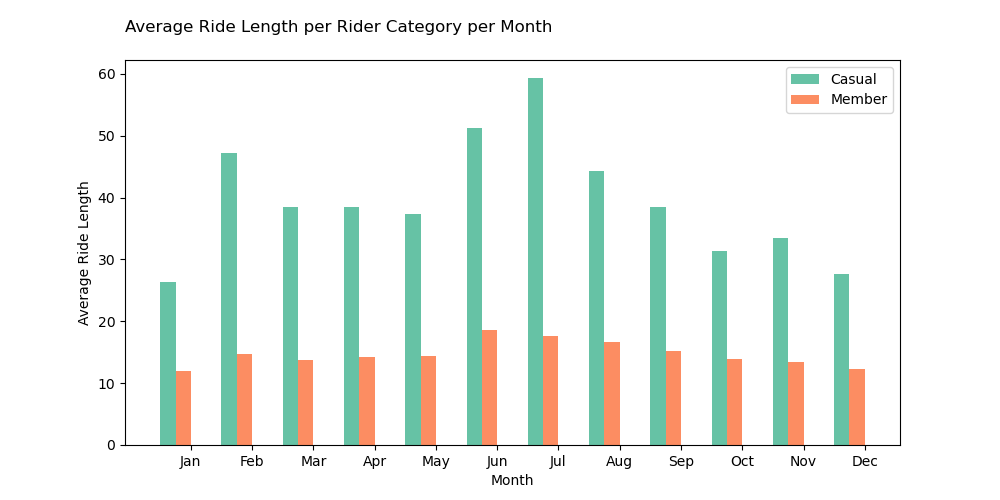 Average Ride Length per Rider Category per Month
Casual
Member
60
50
40
30
20
10
0
Average Ride Length
Jan Feb Mar Apr May Jun Jul Aug Sep Oct Nov Dec
Month